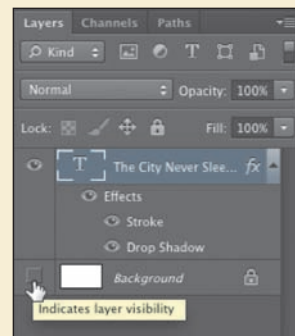 Layers Channels Paths
Kind
Normal Opacity: 100%
Lock: Fill: 100%
T The City Never Slee... fx
Effects
Stroke
Drop Shadow
Background
Indicates layer visibility